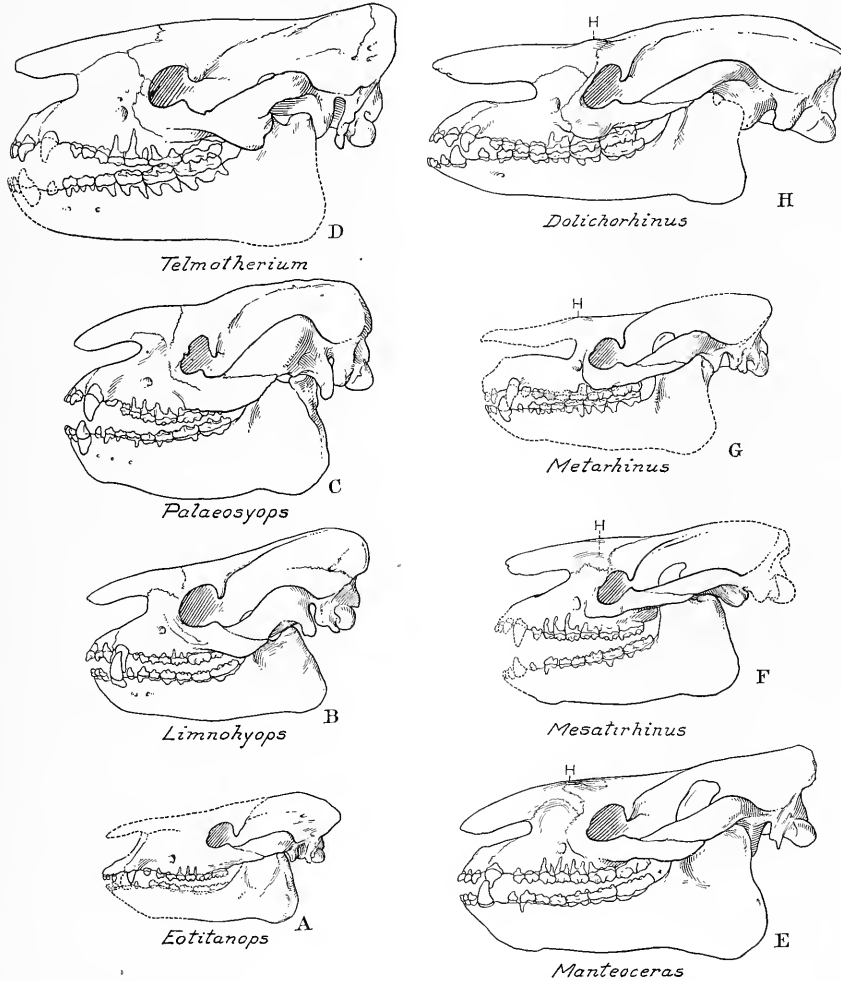 H
D
Telmotherium
H
Dolichorhinus
C
Palaeosyops
H
G
Metarhinus
B
Limnohyops
H
F
Mesatirhinus
A
Eotitanops
H
E
Manteoceras